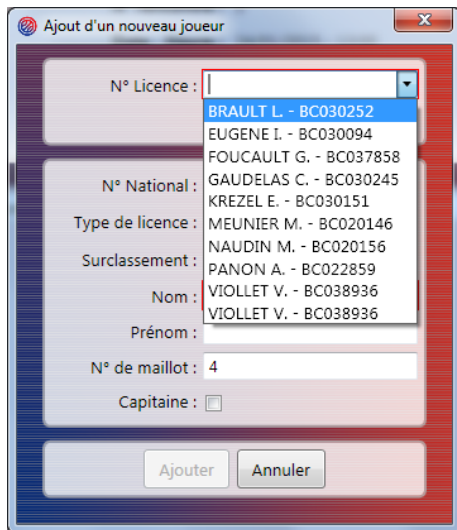 Ajout d'un nouveau joueur
N° Licence :
BRAULT L. - BC030252
EUGENE I. - BC030094
FOUCAULT G. - BC037858
GAUDELAS C. - BC030245
KREZEL E. - BC030151
MEUNIER M. - BC020146
NAUDIN M. - BC020156
PANON A. - BC022859
VIOLLET V. - BC038936
VIOLLET V. - BC038936
N° National :
Type de licence :
Surclassement :
Nom :
Prénom :
N° de maillot : 4
Capitaine :
Ajouter Annuler